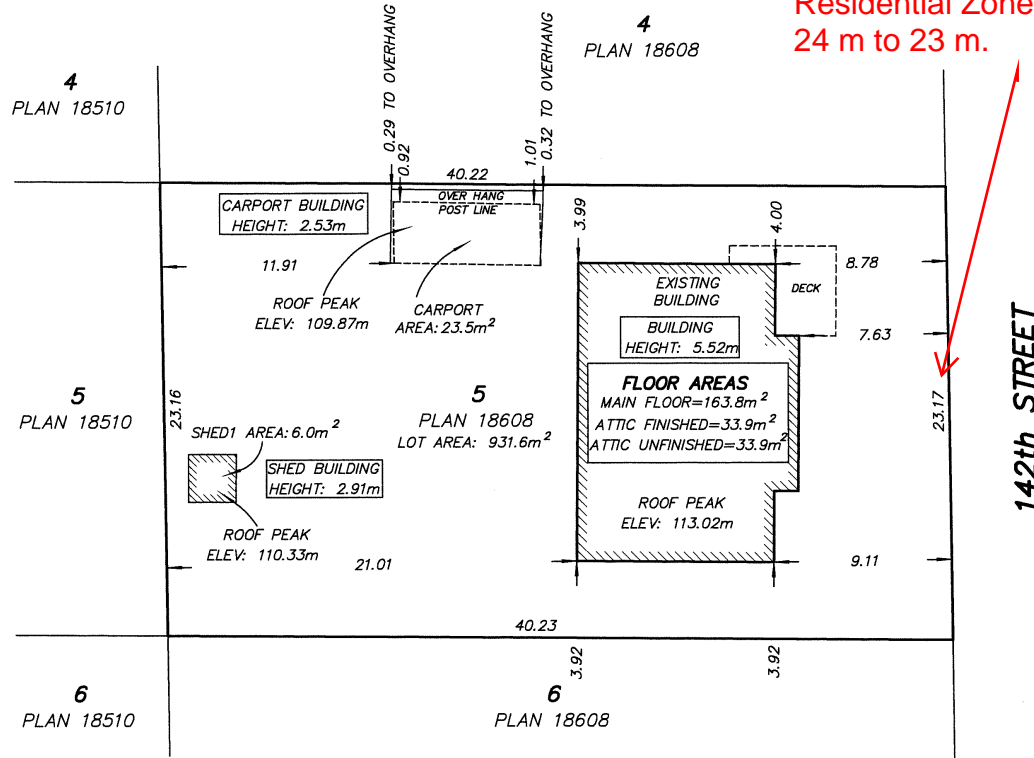 Residential Zone
24 m to 23 m.
4
PLAN 18608
4
PLAN 18510
0.29 TO OVERHANG
0.92
1.01
0.32 TO OVERHANG
40.22
OVER HANG
POST LINE
CARPORT BUILDING
HEIGHT: 2.53m
3.99
4.00
11.91
8.78
EXISTING
BUILDING
DECK
ROOF PEAK
ELEV: 109.87m
CARPORT
AREA: 23.5m²
BUILDING
HEIGHT: 5.52m
7.63
142th STREET
5
PLAN 18510
23.16
5
PLAN 18608
LOT AREA: 931.6m²
FLOOR AREAS
MAIN FLOOR=163.8m²
ATTIC FINISHED=33.9m²
ATTIC UNFINISHED=33.9m²
23.17
SHED1 AREA: 6.0m²
SHED BUILDING
HEIGHT: 2.91m
ROOF PEAK
ELEV: 113.02m
ROOF PEAK
ELEV: 110.33m
21.01
9.11
40.23
3.92
3.92
6
PLAN 18510
6
PLAN 18608